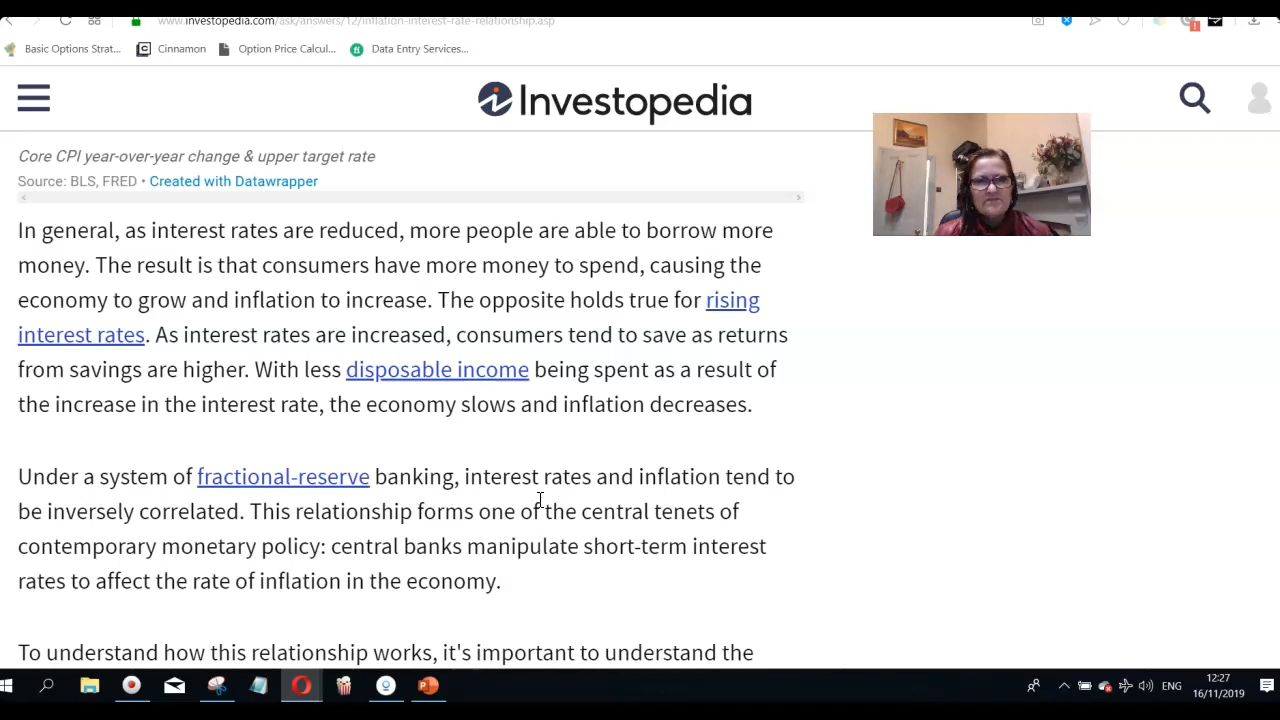 www.investopedia.com/ask/answers/12/inflation-interest-rate-relationship.asp
Basic Options Strat... Cinnamon Option Price Calcul... Data Entry Services...
Investopedia
Core CPI year-over-year change & upper target rate
Source: BLS, FRED • Created with Datawrapper
In general, as interest rates are reduced, more people are able to borrow more
money. The result is that consumers have more money to spend, causing the
economy to grow and inflation to increase. The opposite holds true for rising
interest rates. As interest rates are increased, consumers tend to save as returns
from savings are higher. With less disposable income being spent as a result of
the increase in the interest rate, the economy slows and inflation decreases.
Under a system of fractional-reserve banking, interest rates and inflation tend to
be inversely correlated. This relationship forms one of the central tenets of
contemporary monetary policy: central banks manipulate short-term interest
rates to affect the rate of inflation in the economy.
To understand how this relationship works, it's important to understand the
ENG
12:27
16/11/2019